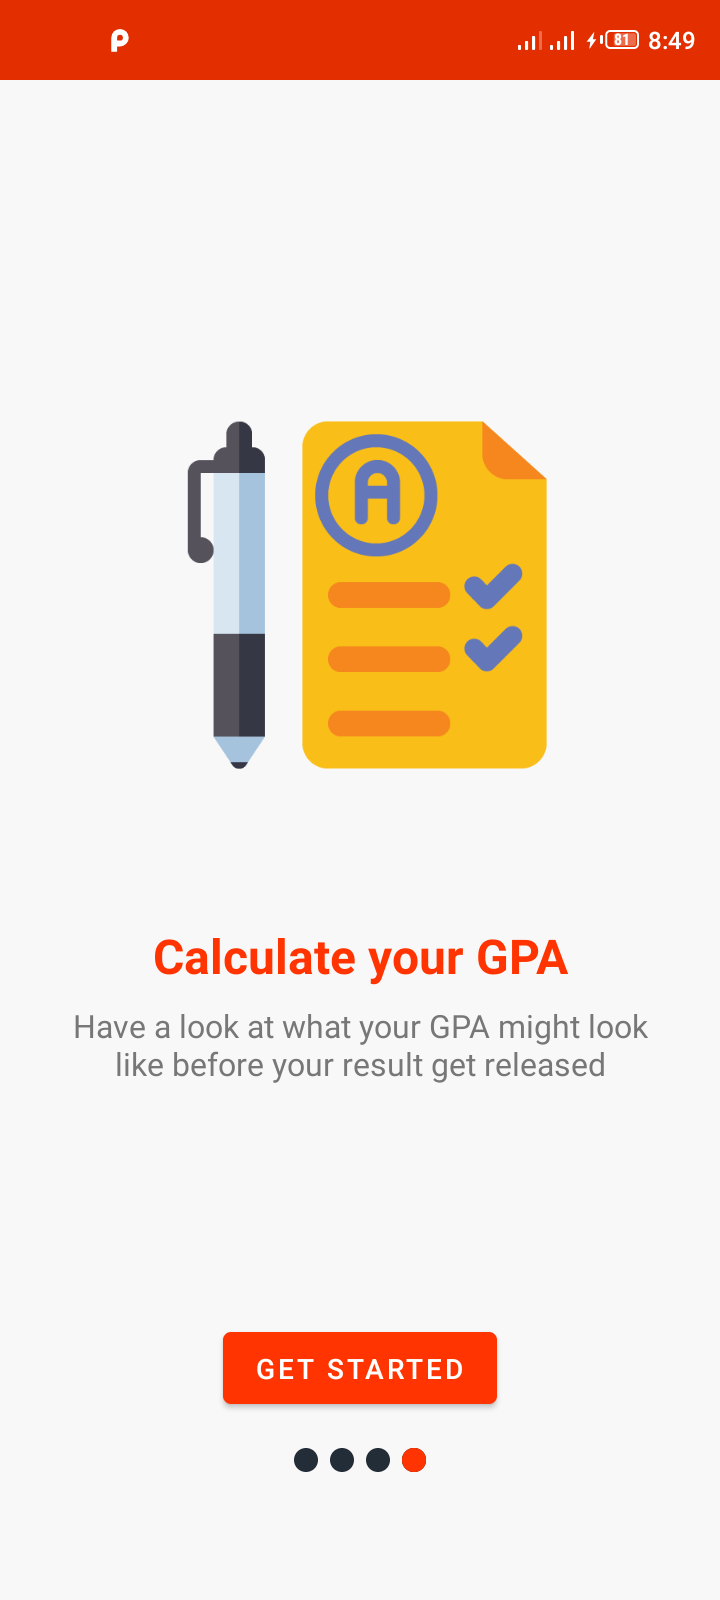 81 8:49
A
Calculate your GPA
Have a look at what your GPA might look
like before your result get released
GET STARTED